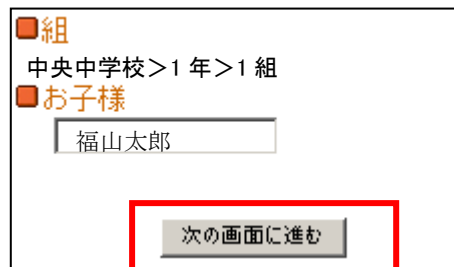 ■組
中央中学校＞1年＞1組
■お子様
福山太郎
次の画面に進む